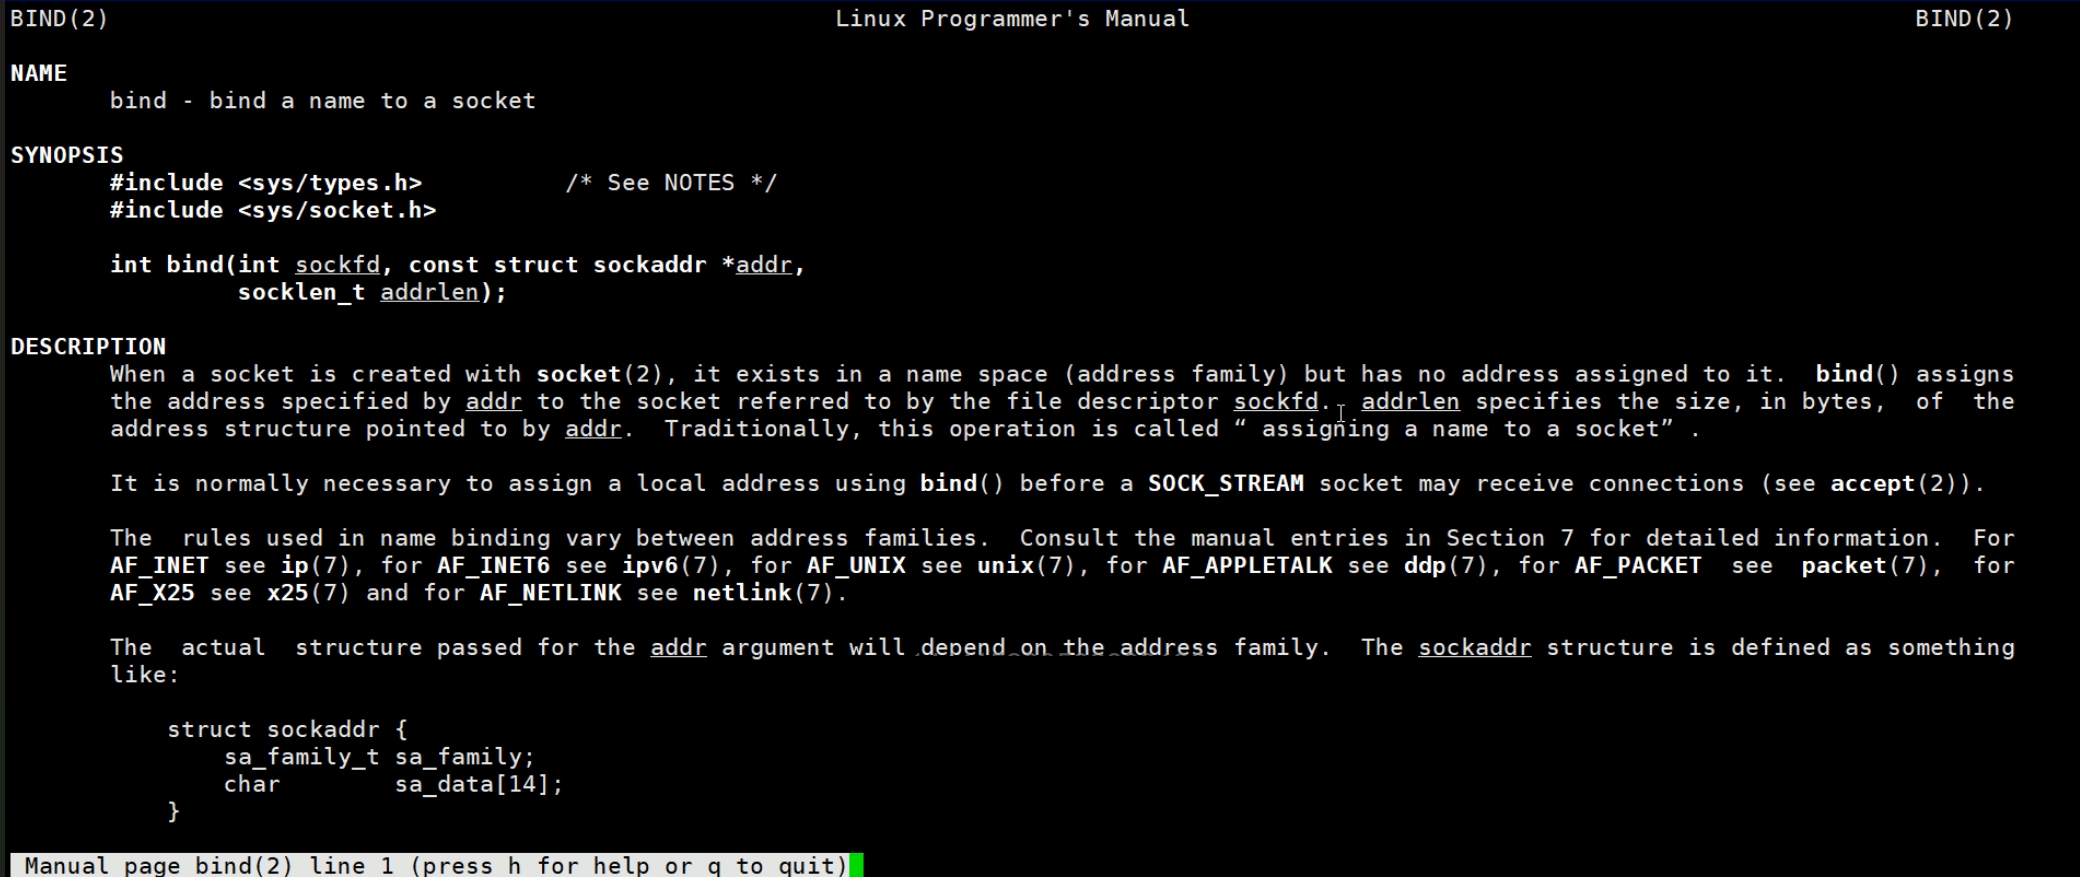 BIND(2) Linux Programmer's Manual BIND(2)
NAME
bind - bind a name to a socket
SYNOPSIS
#include <sys/types.h> /* See NOTES */
#include <sys/socket.h>
int bind(int sockfd, const struct sockaddr *addr,
socklen_t addrlen);
DESCRIPTION
When a socket is created with socket(2), it exists in a name space (address family) but has no address assigned to it. bind() assigns
the address specified by addr to the socket referred to by the file descriptor sockfd. addrlen specifies the size, in bytes, of the
address structure pointed to by addr. Traditionally, this operation is called “ assigning a name to a socket” .
It is normally necessary to assign a local address using bind() before a SOCK_STREAM socket may receive connections (see accept(2)).
The rules used in name binding vary between address families. Consult the manual entries in Section 7 for detailed information. For
AF_INET see ip(7), for AF_INET6 see ipv6(7), for AF_UNIX see unix(7), for AF_APPLETALK see ddp(7), for AF_PACKET see packet(7), for
AF_X25 see x25(7) and for AF_NETLINK see netlink(7).
The actual structure passed for the addr argument will depend on the address family. The sockaddr structure is defined as something
like:
struct sockaddr {
sa_family_t sa_family;
char sa_data[14];
}
Manual page bind(2) line 1 (press h for help or q to quit)